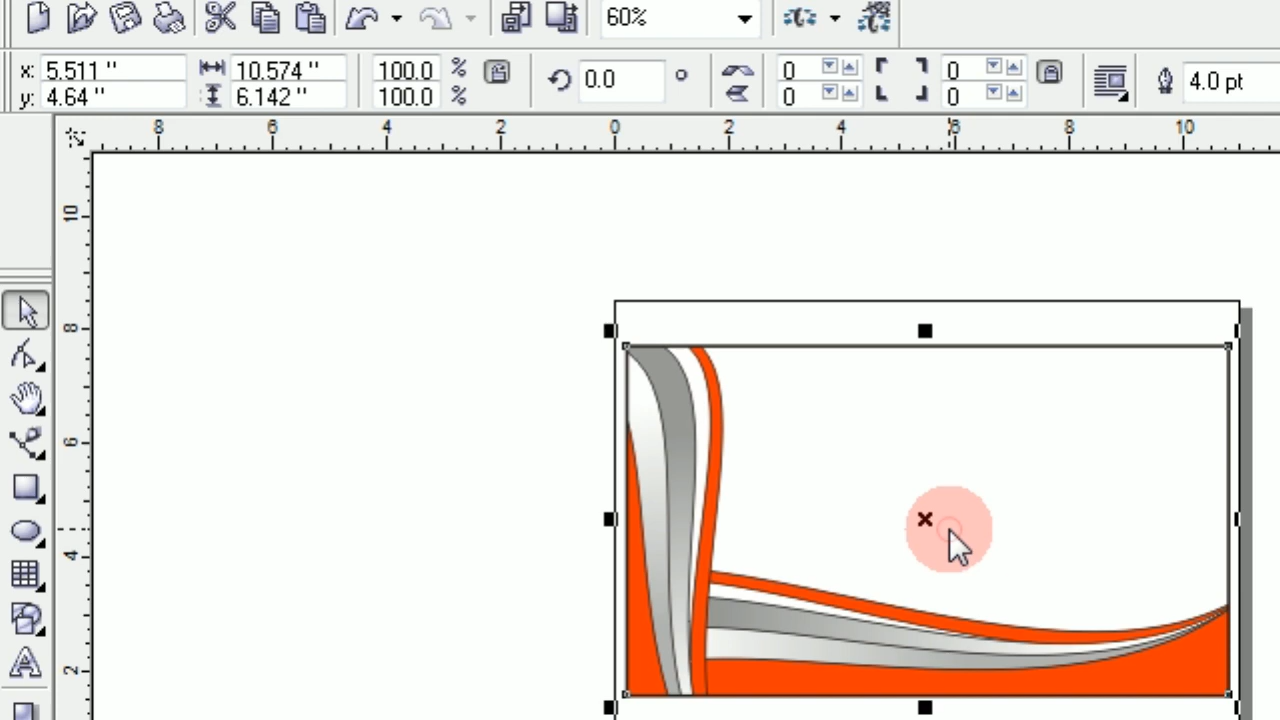 60%
x: 5.511 " 10.574 " 100.0 % 0.0 ° 0 0 4.0 pt
y: 4.64 " 6.142 " 100.0 % 0 0
8 6 4 2 0 2 4 6 8 10
10
8
6
4
2